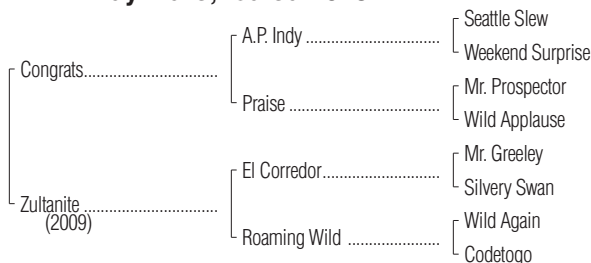 Seattle Slew
A.P. Indy ..........................................
Weekend Surprise
Congrats..........................................
Mr. Prospector
Praise ...............................................
Wild Applause
Mr. Greeley
El Corredor.......................................
Silvery Swan
Zultanite ..........................................
(2009)
Wild Again
Roaming Wild ................................
Codetogo